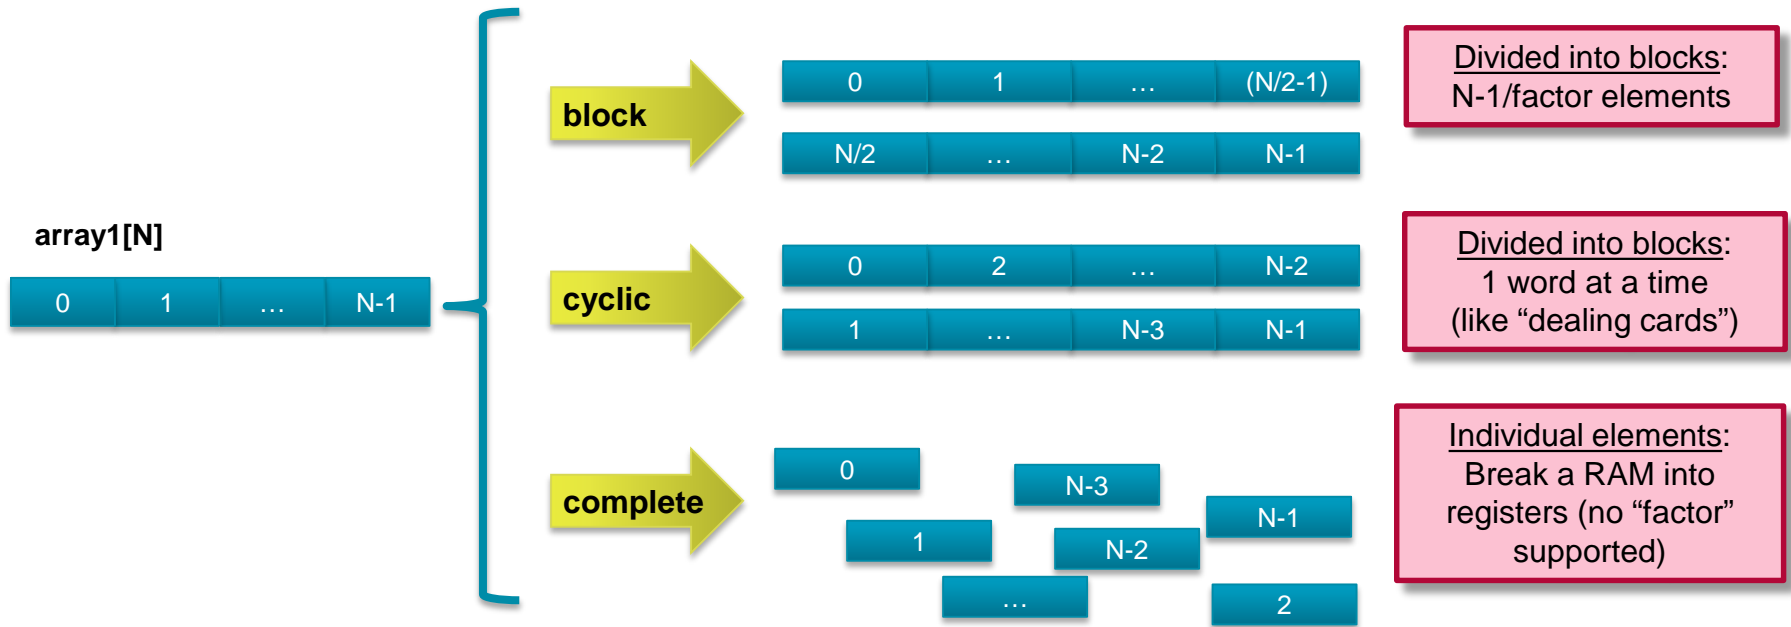 array1[N]
0 1 … N-1
block
0 1 … (N/2-1)
N/2 … N-2 N-1
Divided into blocks:
N-1/factor elements
cyclic
0 2 … N-2
1 … N-3 N-1
Divided into blocks:
1 word at a time
(like “dealing cards”)
complete
0
N-3
N-1
1
N-2
…
2
Individual elements:
Break a RAM into
registers (no “factor”
supported)